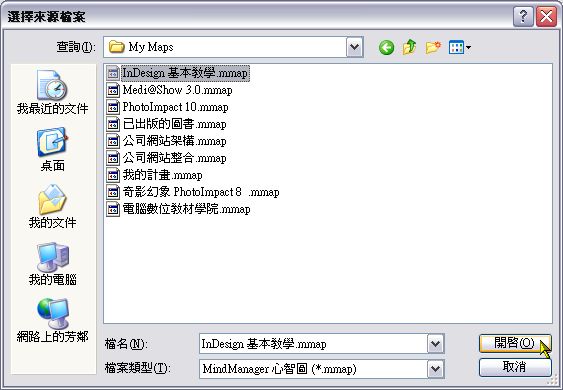 選擇來源檔案
查詢(I):
My Maps
我最近的文件
桌面
我的文件
我的電腦
網路上的芳鄰
InDesign 基本教學.mmap
Medi@Show 3.0.mmap
PhotoImpact 10.mmap
已出版的圖書.mmap
公司網站架構.mmap
公司網站整合.mmap
我的計畫.mmap
奇影幻象 PhotoImpact 8  .mmap
電腦數位教材學院.mmap
檔名(N):
InDesign 基本教學.mmap
開啓(O)
檔案類型(T):
MindManager 心智圖 (*.mmap)
取消